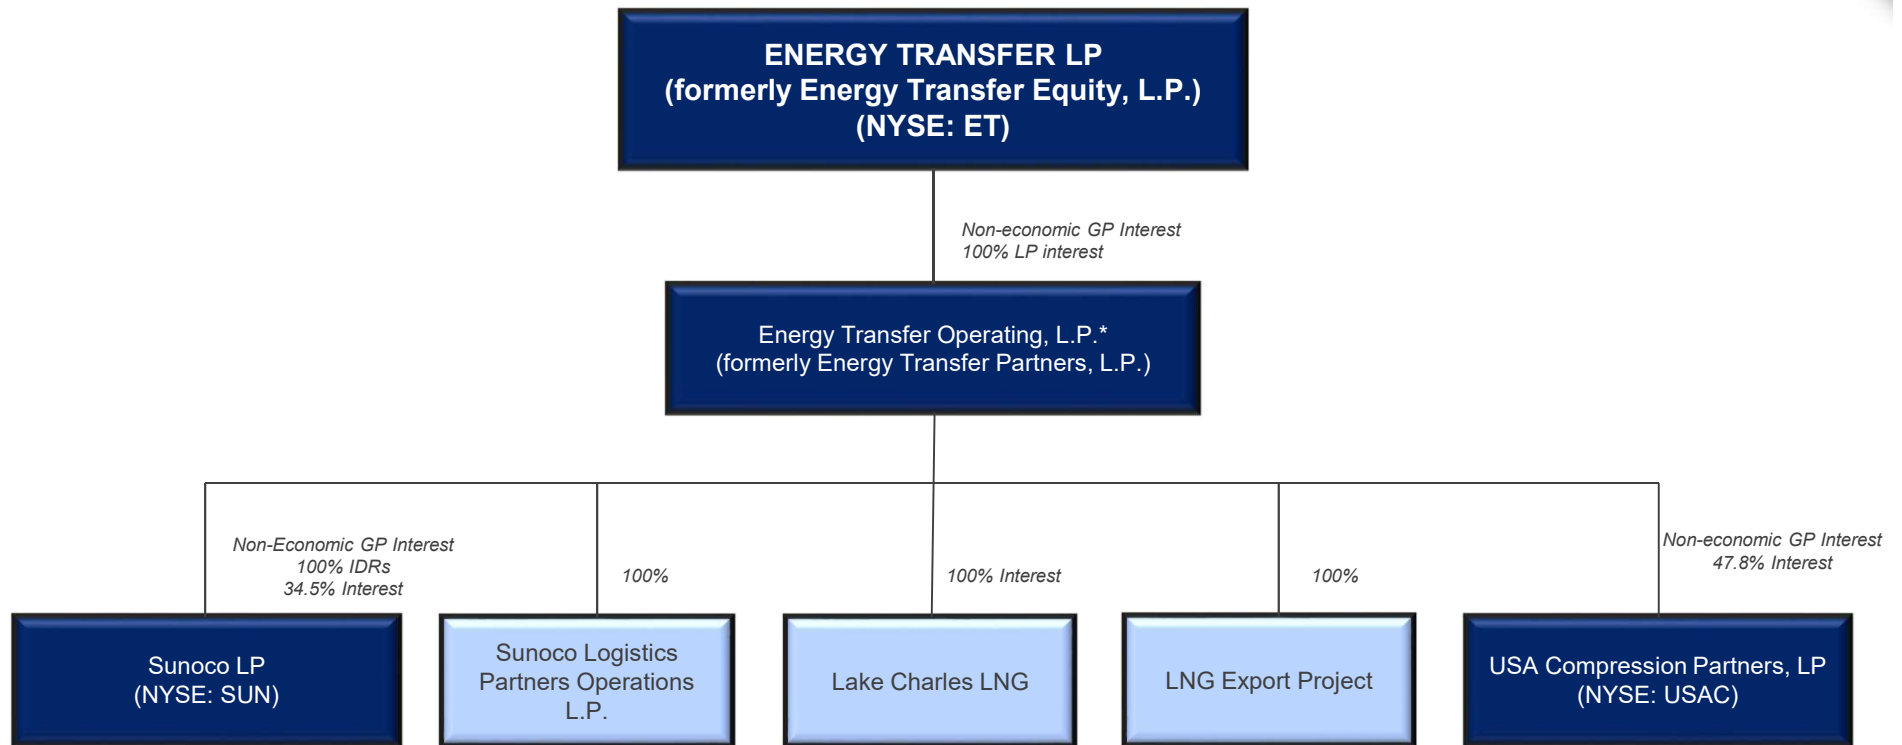 ENERGY TRANSFER LP
(formerly Energy Transfer Equity, L.P.)
(NYSE: ET)
Non-economic GP Interest
100% LP interest
Energy Transfer Operating, L.P.*
(formerly Energy Transfer Partners, L.P.)
Non-Economic GP Interest
100% IDRs
34.5% Interest
100%
100% Interest
100%
Non-economic GP Interest
47.8% Interest
Sunoco LP
(NYSE: SUN)
Sunoco Logistics
Partners Operations
L.P.
Lake Charles LNG
LNG Export Project
USA Compression Partners, LP
(NYSE: USAC)